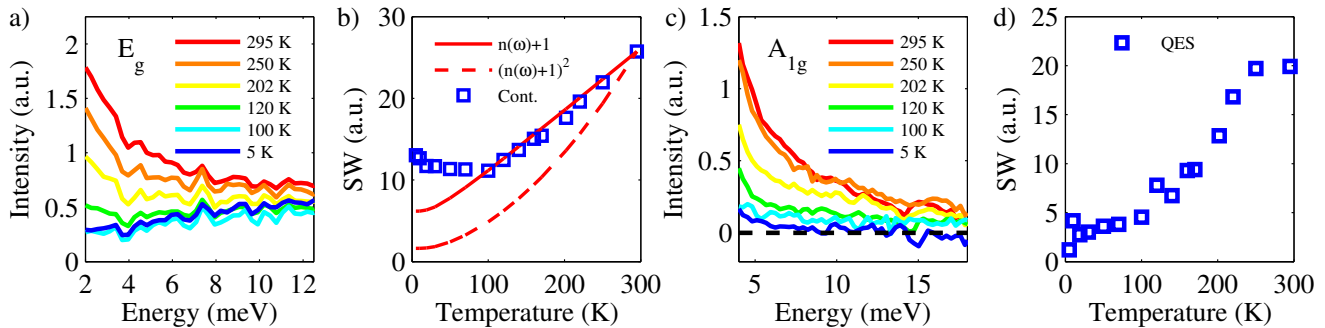 a)
Intensity (a.u.)
2
1.5
1
0.5
0
E_g
295 K
250 K
202 K
120 K
100 K
5 K
2 4 6 8 10 12
Energy (meV)
b)
SW (a.u.)
30
20
10
0
n(ω)+1
(n(ω)+1)²
Cont.
0 100 200 300
Temperature (K)
c)
Intensity (a.u.)
1.5
1
0.5
0
A_1g
295 K
250 K
202 K
120 K
100 K
5 K
5 10 15
Energy (meV)
d)
SW (a.u.)
25
20
15
10
5
0
QES
0 100 200 300
Temperature (K)